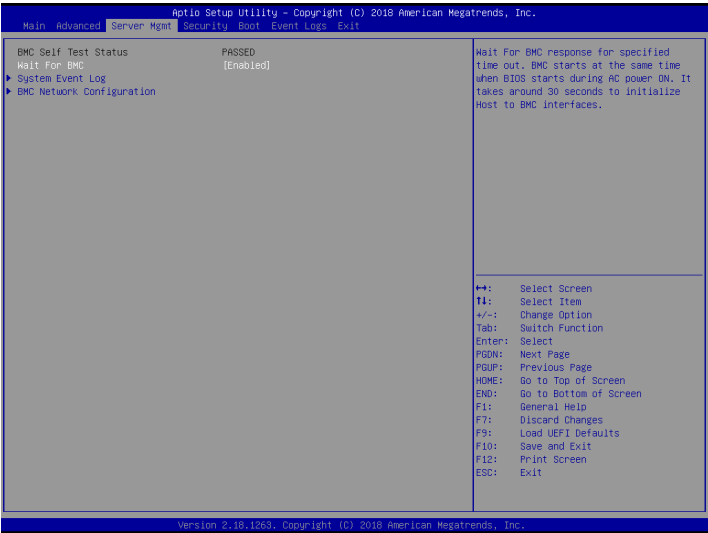 Aptio Setup Utility – Copyright (C) 2018 American Megatrends, Inc.
Main Advanced Server Mgmt Security Boot Event Logs Exit
BMC Self Test Status PASSED
Wait For BMC [Enabled]
System Event Log
BMC Network Configuration
Wait For BMC response for specified
time out. BMC starts at the same time
when BIOS starts during AC power ON. It
takes around 30 seconds to initialize
Host to BMC interfaces.
↔: Select Screen
↑↓: Select Item
+/-: Change Option
Tab: Switch Function
Enter: Select
PGDN: Next Page
PGUP: Previous Page
HOME: Go to Top of Screen
END: Go to Bottom of Screen
F1: General Help
F7: Discard Changes
F9: Load UEFI Defaults
F10: Save and Exit
F12: Print Screen
ESC: Exit
Version 2.18.1263. Copyright (C) 2018 American Megatrends, Inc.